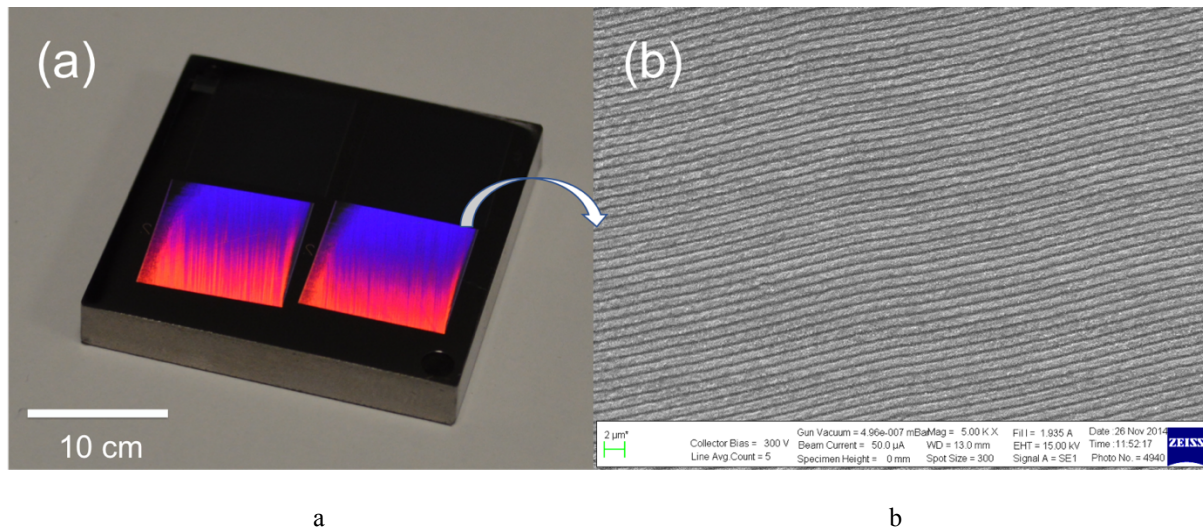 (a)
10 cm
(b)
2 µm*
Collector Bias = 300 V
Line Avg.Count = 5
Gun Vacuum = 4.96e-007 mBar
Beam Current = 50.0 µA
Specimen Height = 0 mm
Mag = 5.00 K X
WD = 13.0 mm
Spot Size = 300
Fil I = 1.935 A
EHT = 15.00 kV
Signal A = SE1
Date :26 Nov 2014
Time :11:52:17
Photo No. = 4940
ZEISS
a
b